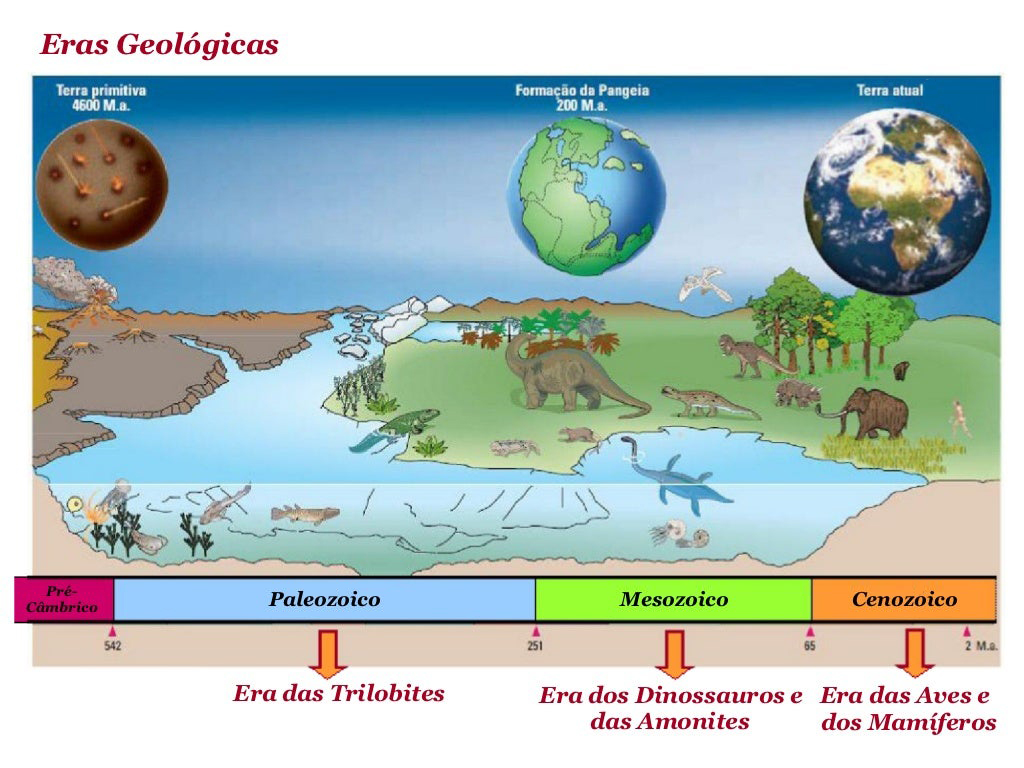 Eras Geológicas
Terra primitiva
4600 M.a.
Formação da Pangeia
200 M.a.
Terra atual
Pré-
Câmbrico
Paleozoico
Mesozoico
Cenozoico
542
251
65
2 M.a.
Era das Trilobites
Era dos Dinossauros e
das Amonites
Era das Aves e
dos Mamíferos